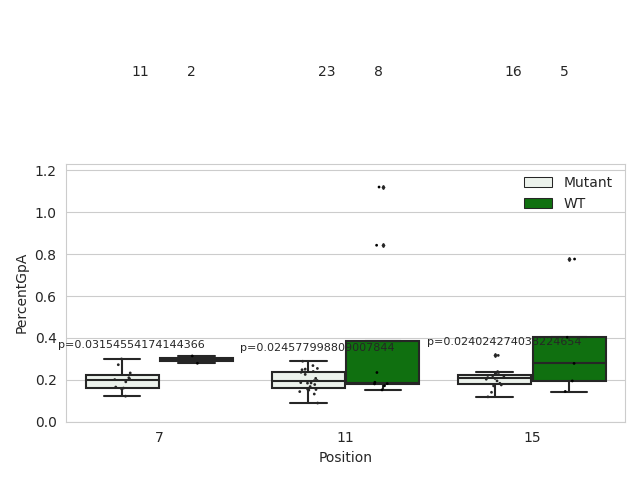 11 2 23 8 16 5
PercentGpA
1.2
1.0
0.8
0.6
0.4
0.2
0.0
Mutant
WT
p=0.03154554174144366
p=0.024577998809007844
p=0.024024274033224654
7 11 15
Position